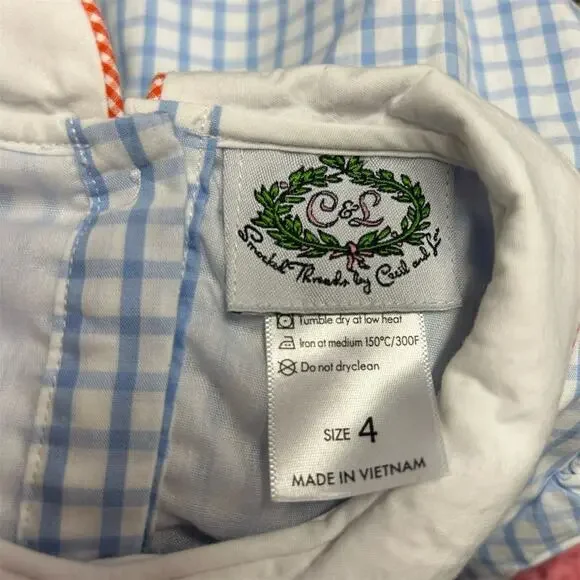 C&L
Smocked Threads by Cecil and Lou
Tumble dry at low heat
Iron at medium 150°C/300F
Do not dryclean
SIZE 4
MADE IN VIETNAM